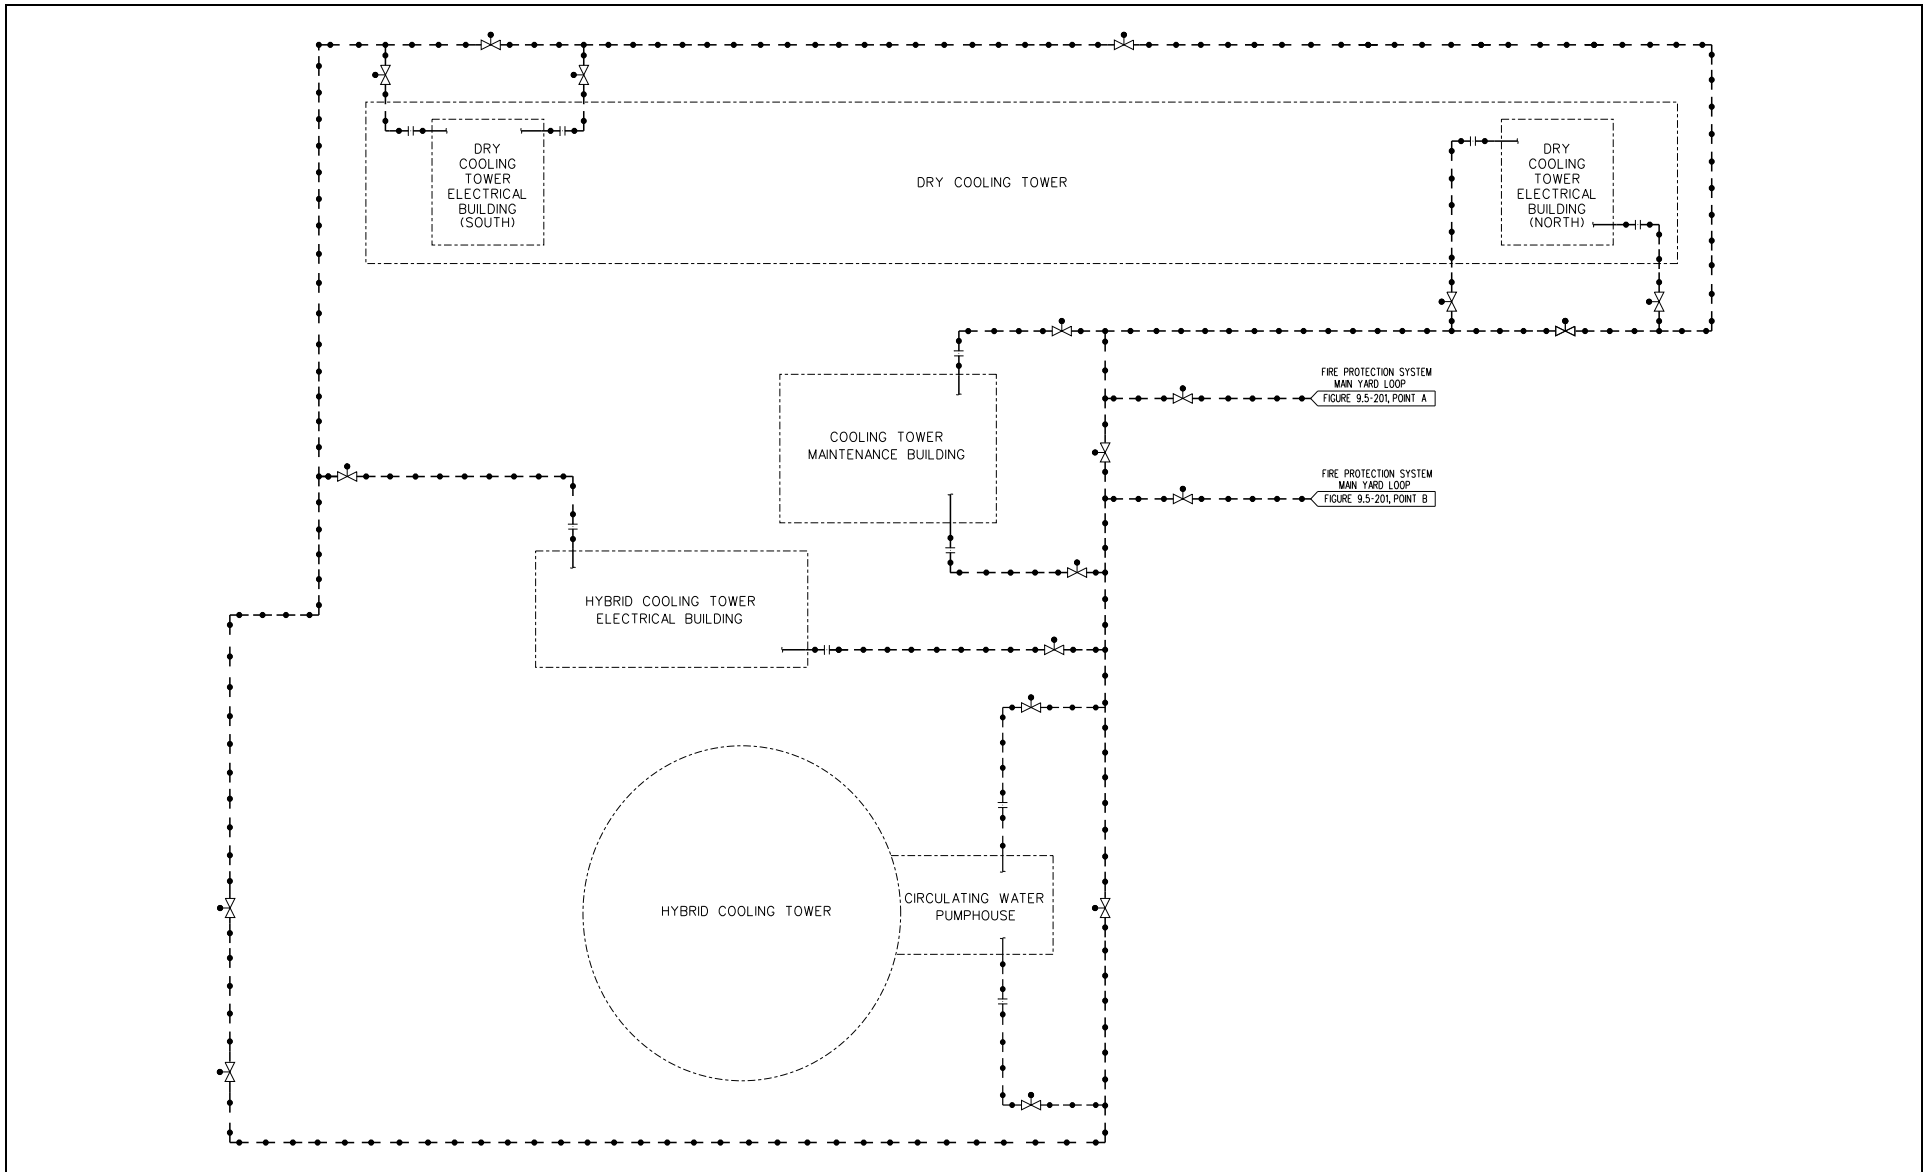 DRY
COOLING
TOWER
ELECTRICAL
BUILDING
(SOUTH)
DRY COOLING TOWER
DRY
COOLING
TOWER
ELECTRICAL
BUILDING
(NORTH)
FIRE PROTECTION SYSTEM
MAIN YARD LOOP
FIGURE 9.5-201, POINT A
COOLING TOWER
MAINTENANCE BUILDING
FIRE PROTECTION SYSTEM
MAIN YARD LOOP
FIGURE 9.5-201, POINT B
HYBRID COOLING TOWER
ELECTRICAL BUILDING
HYBRID COOLING TOWER
CIRCULATING WATER
PUMPHOUSE